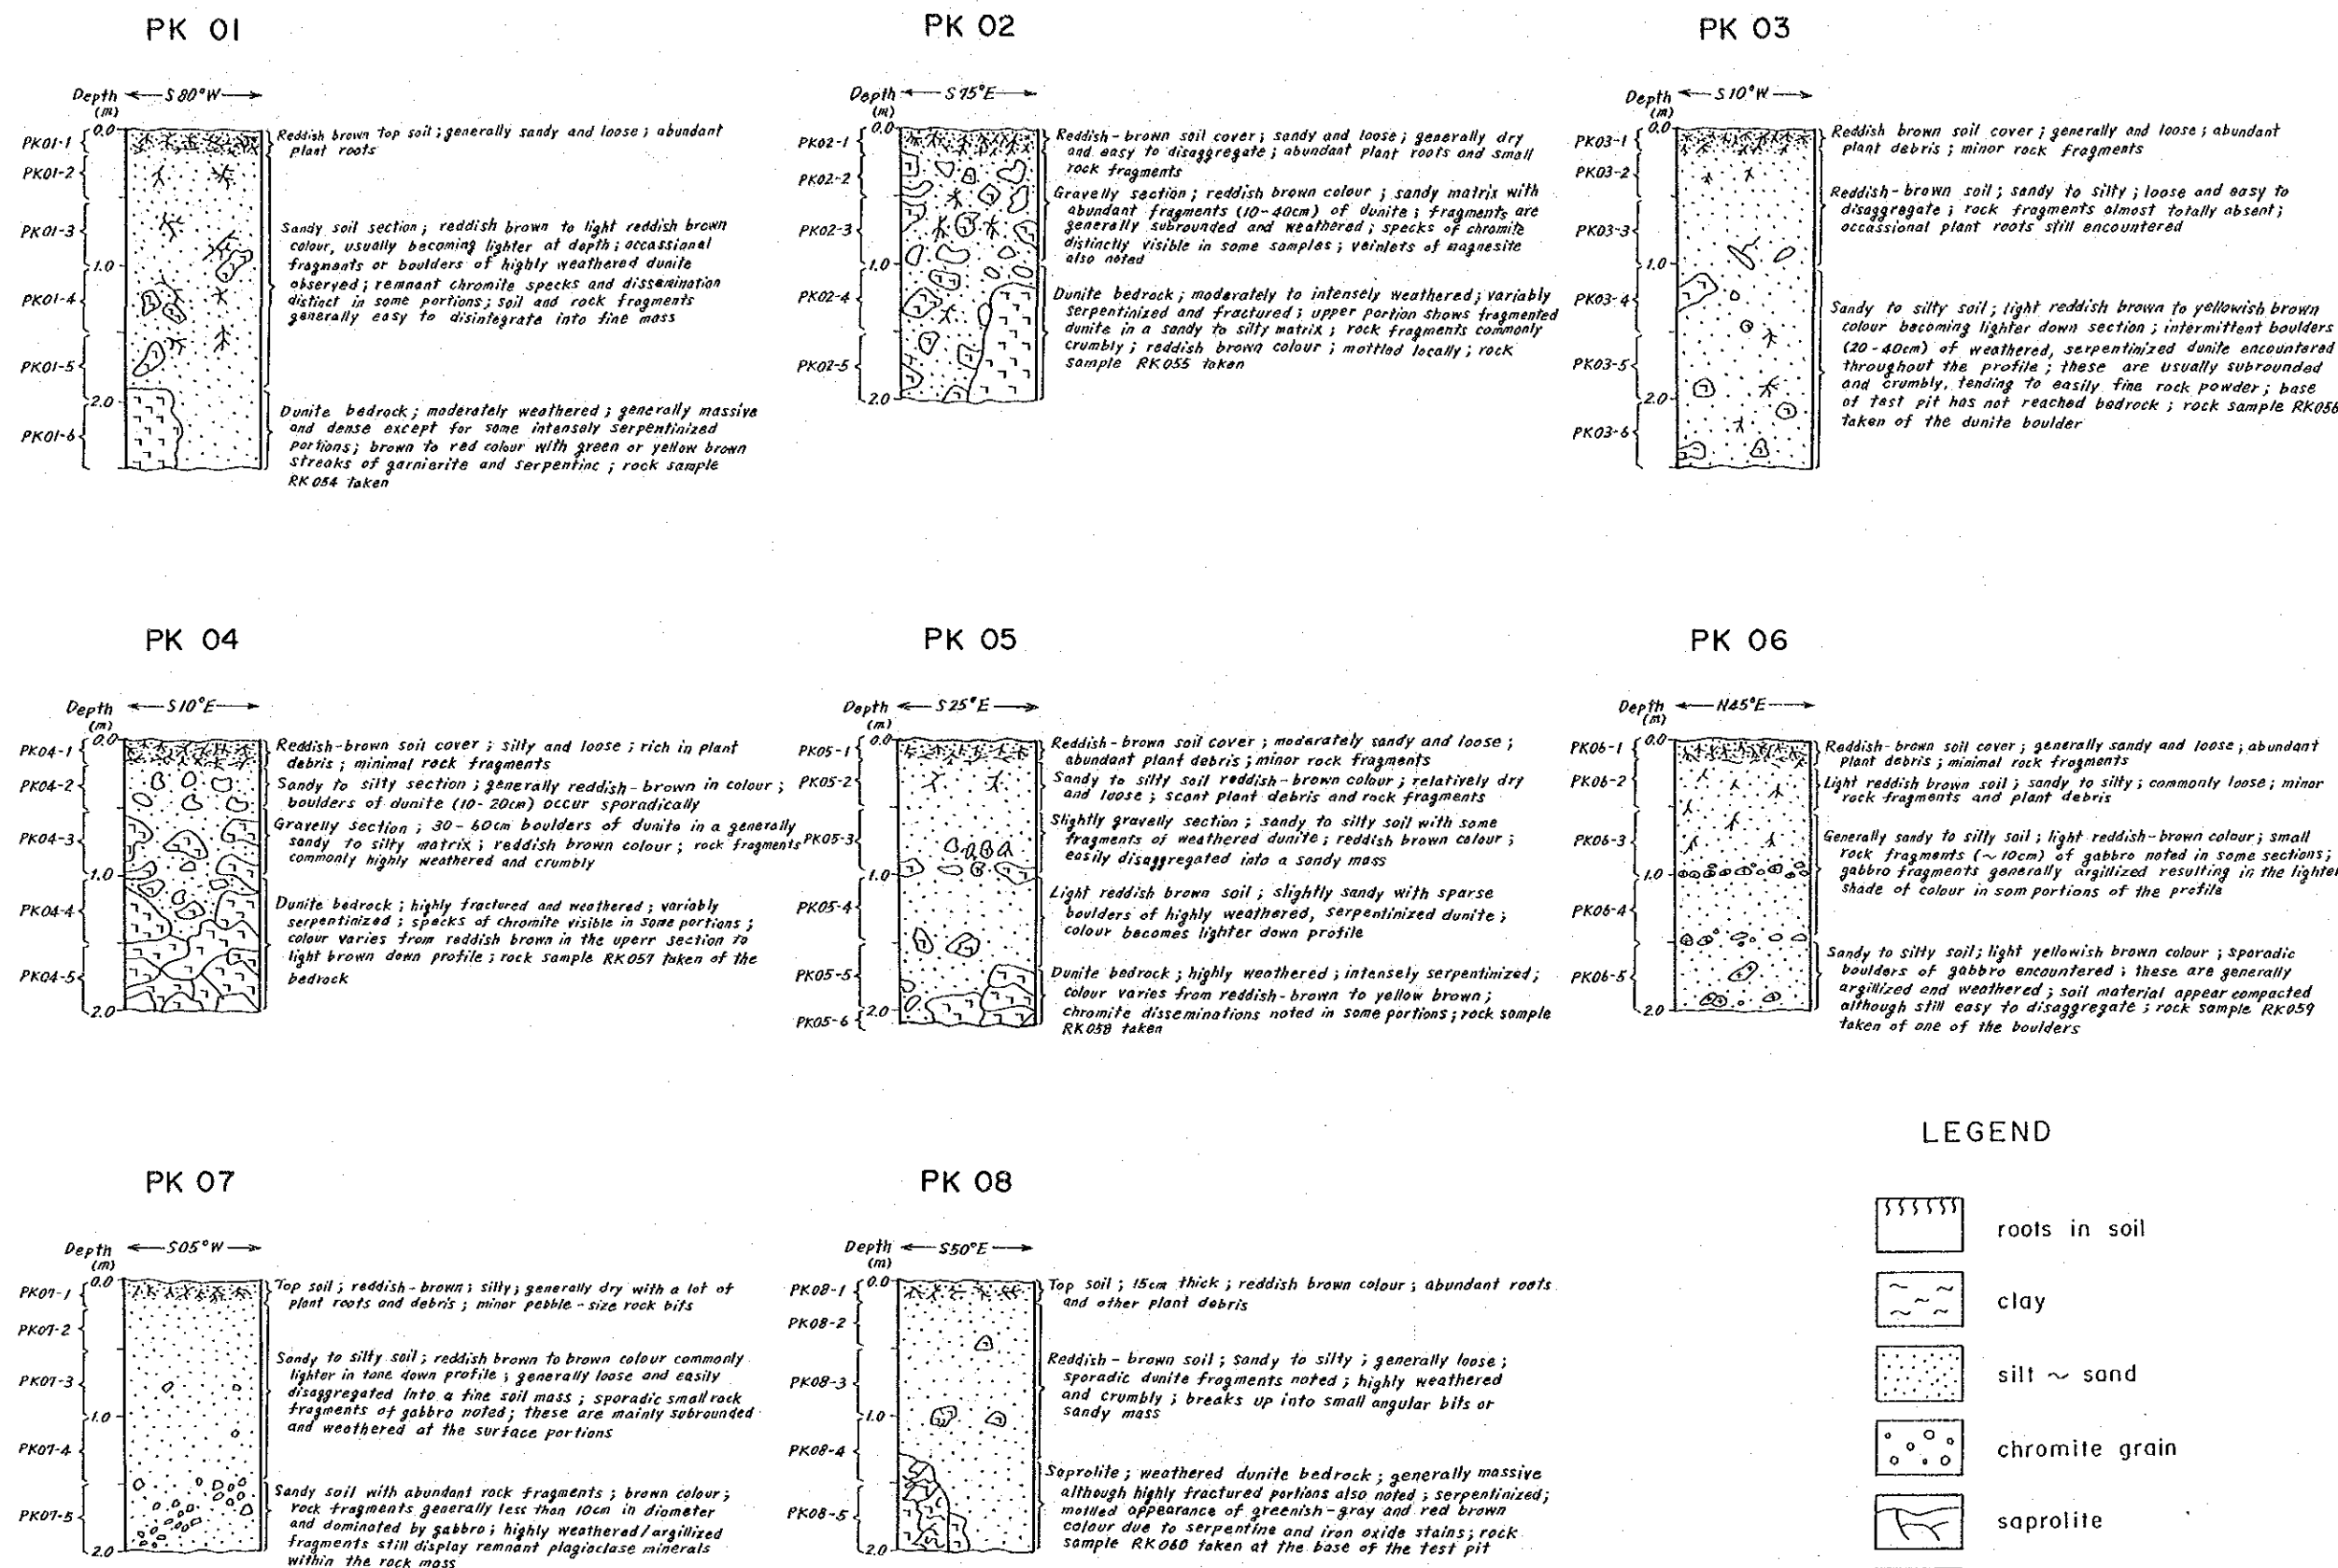 PK 01
Depth
(m)
S80°W
0.0
1.0
2.0
PK01-1
PK01-2
PK01-3
PK01-4
PK01-5
PK01-6
Reddish brown top soil; generally sandy and loose; abundant
plant roots
Sandy soil section; reddish brown to light reddish brown
colour, usually becoming lighter at depth; occassional
fragments or boulders of highly weathered dunite
observed; remnant chromite specks and dissemination
distinct in some portions; soil and rock fragments
generally easy to disintegrate into fine mass
Dunite bedrock; moderately weathered; generally massive
and dense except for some intensely serpentinized
portions; brown to red colour with green or yellow brown
streaks of garnierite and serpentine; rock sample
RK054 taken
PK 02
Depth
(m)
S75°E
0.0
1.0
2.0
PK02-1
PK02-2
PK02-3
PK02-4
PK02-5
Reddish-brown soil cover; sandy and loose; generally dry
and easy to disaggregate; abundant plant roots and small
rock fragments
Gravelly section; reddish brown colour; sandy matrix with
abundant fragments (10-40cm) of dunite; fragments are
generally subrounded and weathered; specks of chromite
distinctly visible in some samples; veinlets of magnesite
also noted
Dunite bedrock; moderately to intensely weathered; variably
serpentinized and fractured; upper portion shows fragmented
dunite in a sandy to silty matrix; rock fragments commonly
crumbly; reddish brown colour; mottled locally; rock
sample RK055 taken
PK 03
Depth
(m)
S10°W
0.0
1.0
2.0
PK03-1
PK03-2
PK03-3
PK03-4
PK03-5
PK03-6
Reddish brown soil cover; generally and loose; abundant
plant debris; minor rock fragments
Reddish-brown soil; sandy to silty; loose and easy to
disaggregate; rock fragments almost totally absent;
occassional plant roots still encountered
Sandy to silty soil; light reddish brown to yellowish brown
colour becoming lighter down section; intermittent boulders
(20-40cm) of weathered, serpentinized dunite encountered
throughout the profile; these are usually subrounded
and crumbly, tending to easily fine rock powder; base
of test pit has not reached bedrock; rock sample RK056
taken of the dunite boulder
PK 04
Depth
(m)
S10°E
0.0
1.0
2.0
PK04-1
PK04-2
PK04-3
PK04-4
PK04-5
Reddish-brown soil cover; silty and loose; rich in plant
debris; minimal rock fragments
Sandy to silty section; generally reddish-brown in colour;
boulders of dunite (10-20cm) occur sporadically
Gravelly section; 30-60cm boulders of dunite in a generally
sandy to silty matrix; reddish brown colour; rock fragments
commonly highly weathered and crumbly
Dunite bedrock; highly fractured and weathered; variably
serpentinized; specks of chromite visible in some portions;
colour varies from reddish brown in the uperr section to
light brown down profile; rock sample RK057 taken of the
bedrock
PK 05
Depth
(m)
S25°E
0.0
1.0
2.0
PK05-1
PK05-2
PK05-3
PK05-4
PK05-5
PK05-6
Reddish-brown soil cover; moderately sandy and loose;
abundant plant debris; minor rock fragments
Sandy to silty soil reddish-brown colour; relatively dry
and loose; scant plant debris and rock fragments
Slightly gravelly section; sandy to silty soil with some
fragments of weathered dunite; reddish brown colour;
easily disaggregated into a sandy mass
Light reddish brown soil; slightly sandy with sparse
boulders of highly weathered, serpentinized dunite;
colour becomes lighter down profile
Dunite bedrock; highly weathered; intensely serpentinized;
colour varies from reddish-brown to yellow brown;
chromite disseminations noted in some portions; rock sample
RK058 taken
PK 06
Depth
(m)
N45°E
0.0
1.0
2.0
PK06-1
PK06-2
PK06-3
PK06-4
PK06-5
Reddish-brown soil cover; generally sandy and loose; abundant
plant debris; minimal rock fragments
Light reddish brown soil; sandy to silty; commonly loose; minor
rock fragments and plant debris
Generally sandy to silty soil; light reddish-brown colour; small
rock fragments (~10cm) of gabbro noted in some sections;
gabbro fragments generally argillized resulting in the lighter
shade of colour in som portions of the profile
Sandy to silty soil; light yellowish brown colour; sporadic
boulders of gabbro encountered; these are generally
argillized and weathered; soil material appear compacted
although still easy to disaggregate; rock sample RK059
taken of one of the boulders
PK 07
Depth
(m)
S05°W
0.0
1.0
2.0
PK07-1
PK07-2
PK07-3
PK07-4
PK07-5
Top soil; reddish-brown; silty; generally dry with a lot of
plant roots and debris; minor pebble-size rock bits
Sandy to silty soil; reddish brown to brown colour commonly
lighter in tone down profile; generally loose and easily
disaggregated into a fine soil mass; sporadic small rock
fragments of gabbro noted; these are mainly subrounded
and weathered at the surface portions
Sandy soil with abundant rock fragments; brown colour;
rock fragments generally less than 10cm in diameter
and dominated by gabbro; highly weathered/argillized
fragments still display remnant plagioclase minerals
within the rock mass
PK 08
Depth
(m)
S50°E
0.0
1.0
2.0
PK08-1
PK08-2
PK08-3
PK08-4
PK08-5
Top soil; 15cm thick; reddish brown colour; abundant roots
and other plant debris
Reddish-brown soil; sandy to silty; generally loose;
sporadic dunite fragments noted; highly weathered
and crumbly; breaks up into small angular bits or
sandy mass
Saprolite; weathered dunite bedrock; generally massive
although highly fractured portions also noted; serpentinized;
mottled appearance of greenish-gray and red brown
colour due to serpentine and iron oxide stains; rock
sample RK060 taken at the base of the test pit
LEGEND
roots in soil
clay
silt ~ sand
chromite grain
saprolite